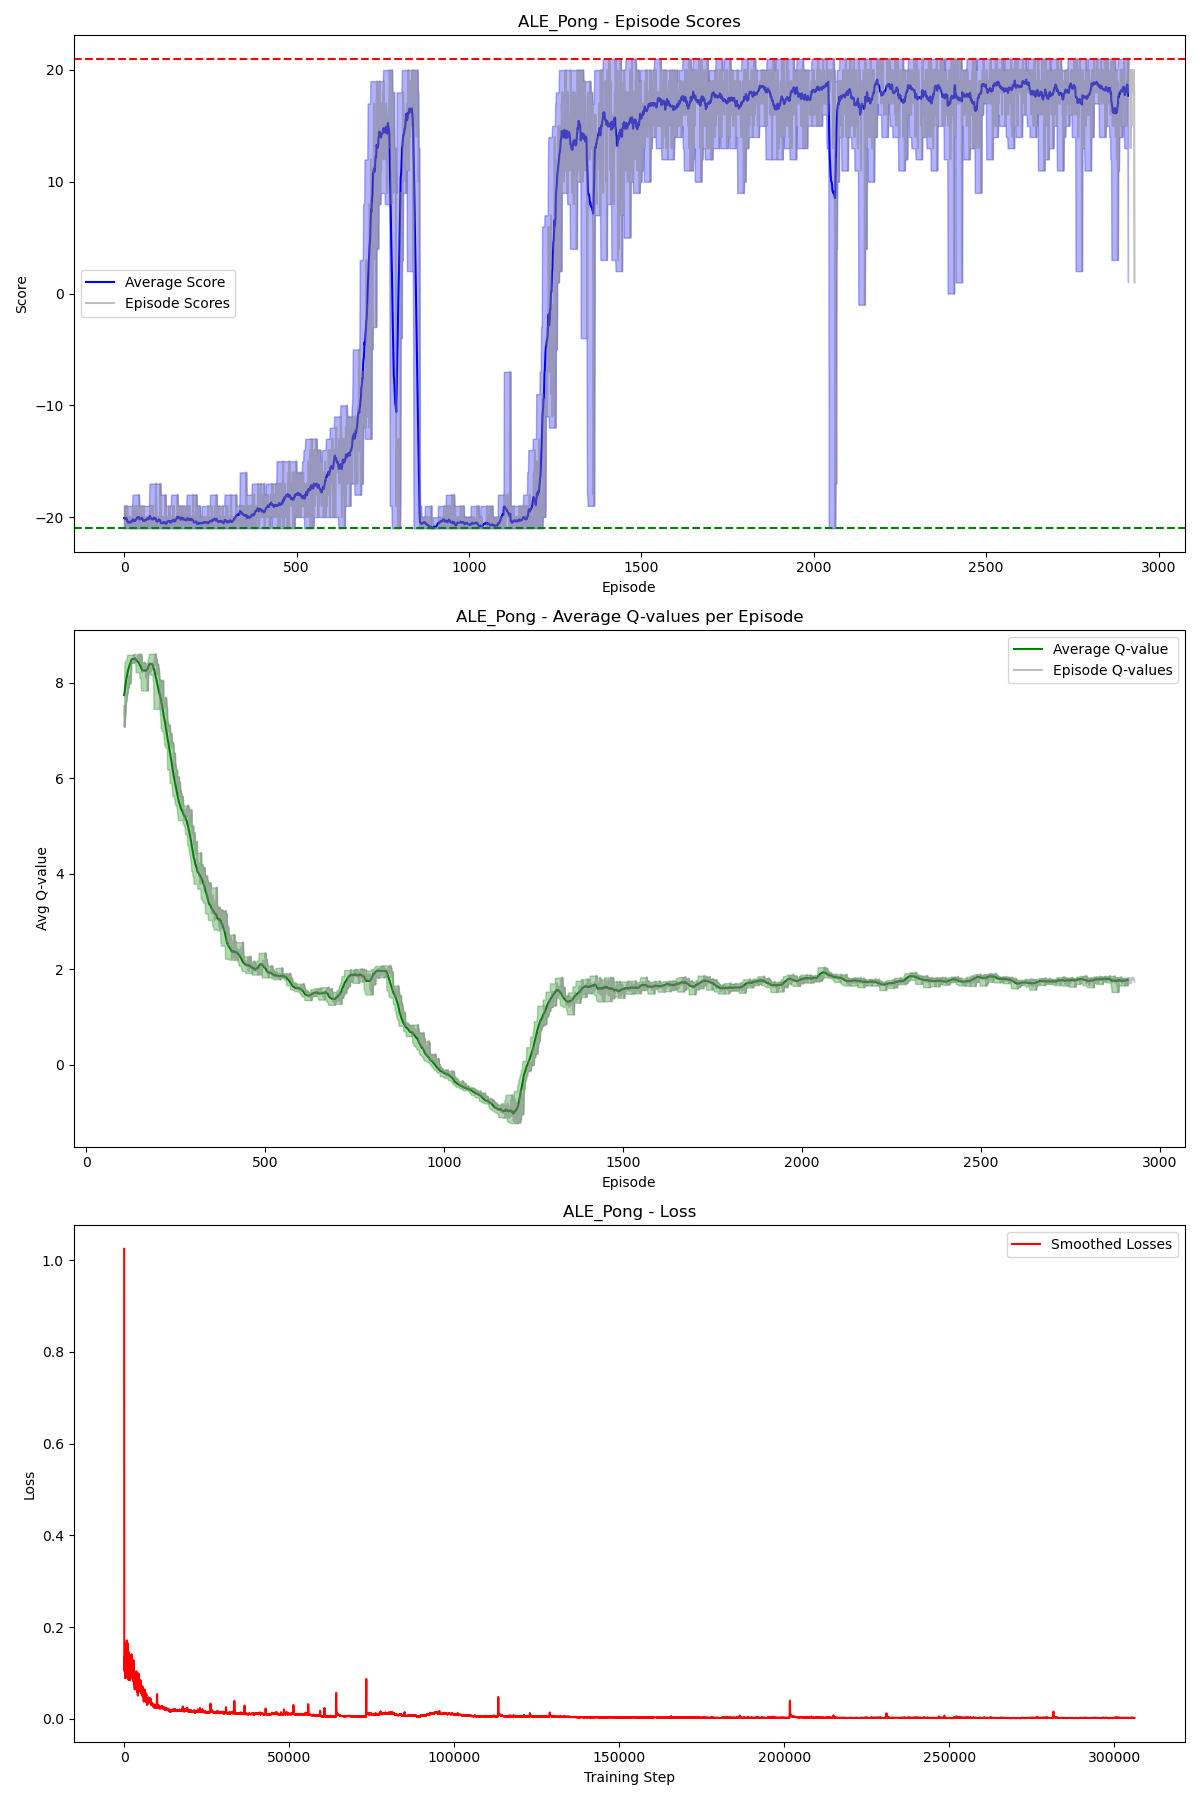 ALE_Pong - Episode Scores
20
10
0
−10
−20
Score
Average Score
Episode Scores
0
500
1000
1500
2000
2500
3000
Episode
ALE_Pong - Average Q-values per Episode
8
6
4
2
0
Avg Q-value
Average Q-value
Episode Q-values
0
500
1000
1500
2000
2500
3000
Episode
ALE_Pong - Loss
1.0
0.8
0.6
0.4
0.2
0.0
Loss
Smoothed Losses
0
50000
100000
150000
200000
250000
300000
Training Step